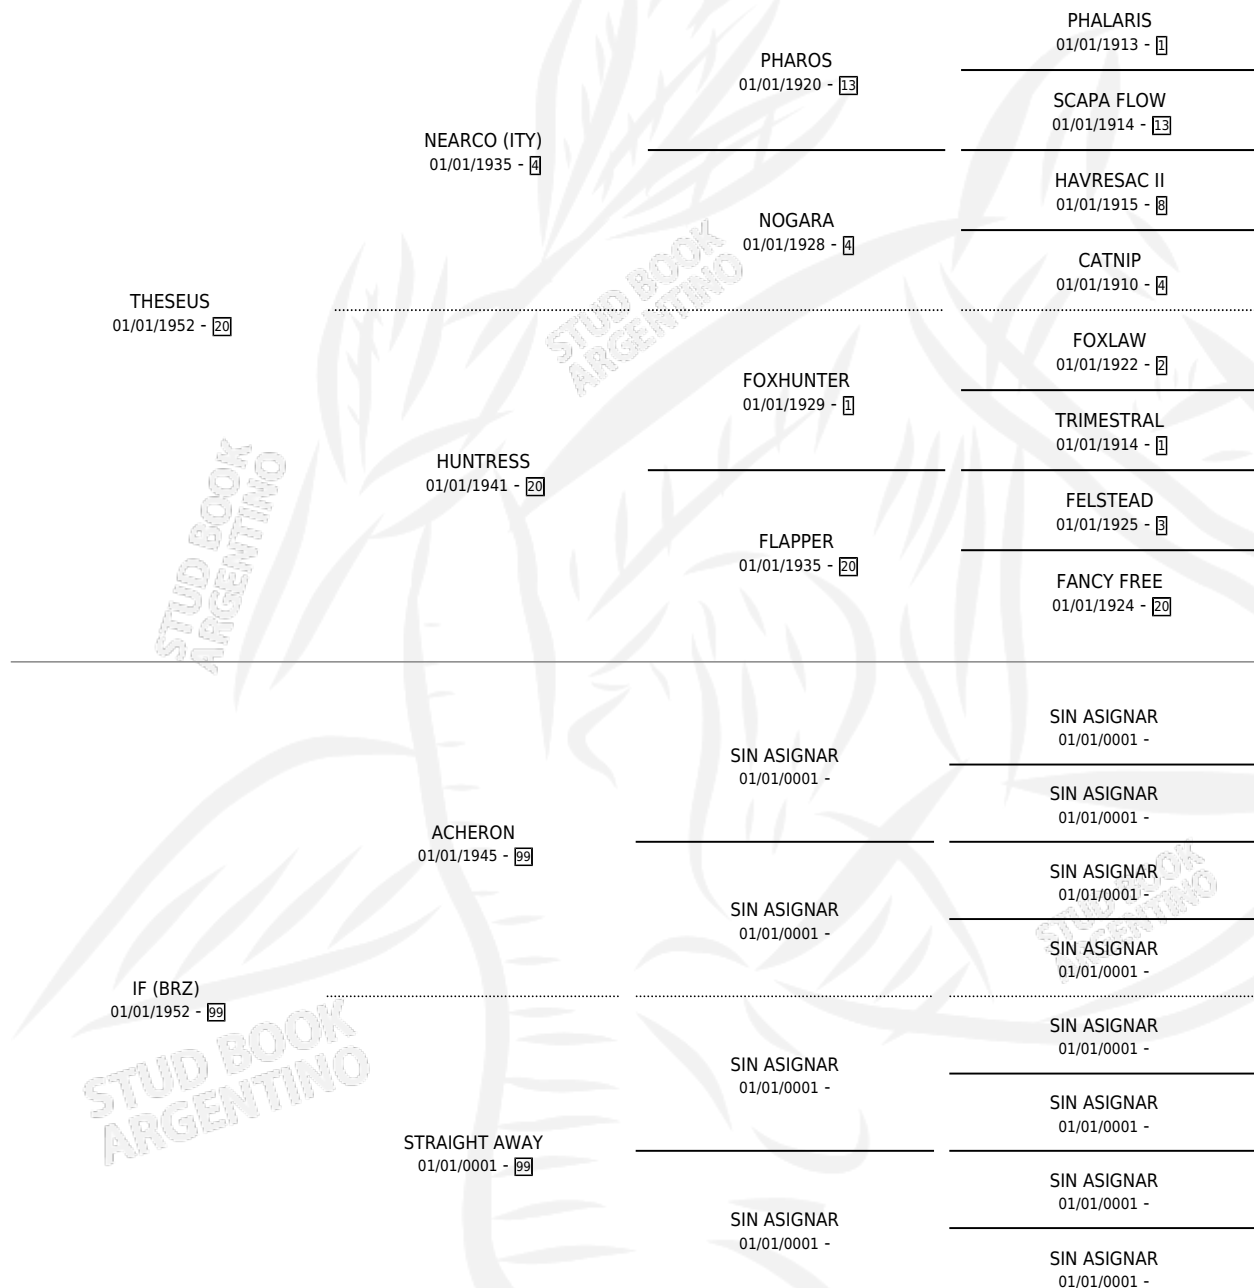 PHALARIS
01/01/1913 - 1
PHAROS
01/01/1920 - 13
SCAPA FLOW
01/01/1914 - 13
NEARCO (ITY)
01/01/1935 - 4
HAVRESAC II
01/01/1915 - 8
NOGARA
01/01/1928 - 4
CATNIP
01/01/1910 - 4
STUD BOOK
ARGENTINO
THESEUS
01/01/1952 - 20
FOXLAW
01/01/1922 - 2
FOXHUNTER
01/01/1929 - 1
TRIMESTRAL
01/01/1914 - 1
HUNTRESS
01/01/1941 - 20
FELSTEAD
01/01/1925 - 3
FLAPPER
01/01/1935 - 20
FANCY FREE
01/01/1924 - 20
STUD BOOK
ARGENTINO
SIN ASIGNAR
01/01/0001 -
SIN ASIGNAR
01/01/0001 -
SIN ASIGNAR
01/01/0001 -
ACHERON
01/01/1945 - 99
SIN ASIGNAR
01/01/0001 -
SIN ASIGNAR
01/01/0001 -
SIN ASIGNAR
01/01/0001 -
STUD BOOK
ARGENTINO
IF (BRZ)
01/01/1952 - 99
SIN ASIGNAR
01/01/0001 -
SIN ASIGNAR
01/01/0001 -
SIN ASIGNAR
01/01/0001 -
STUD BOOK
ARGENTINO
STRAIGHT AWAY
01/01/0001 - 99
SIN ASIGNAR
01/01/0001 -
SIN ASIGNAR
01/01/0001 -
SIN ASIGNAR
01/01/0001 -